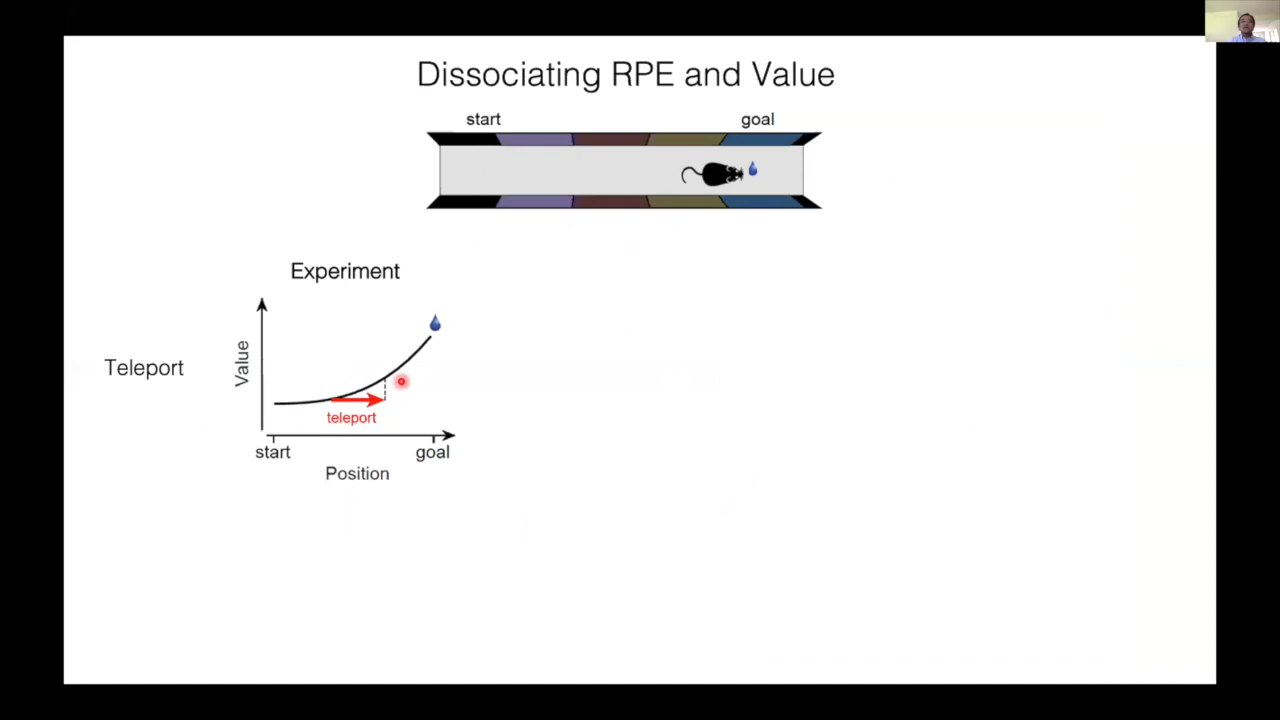 Dissociating RPE and Value
start
goal
Experiment
Teleport
Value
teleport
start
goal
Position